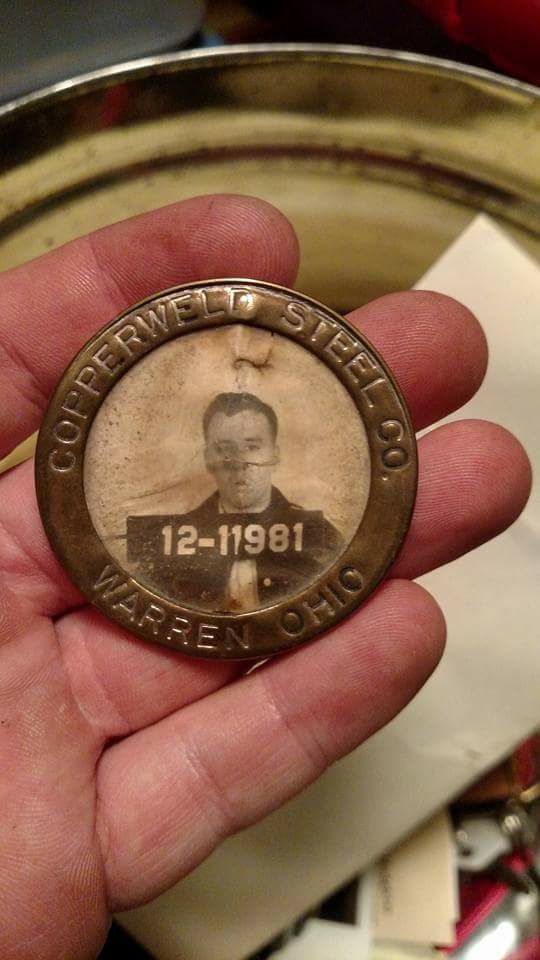 COPPERWELD STEEL CO.
12-11981
WARREN OHIO